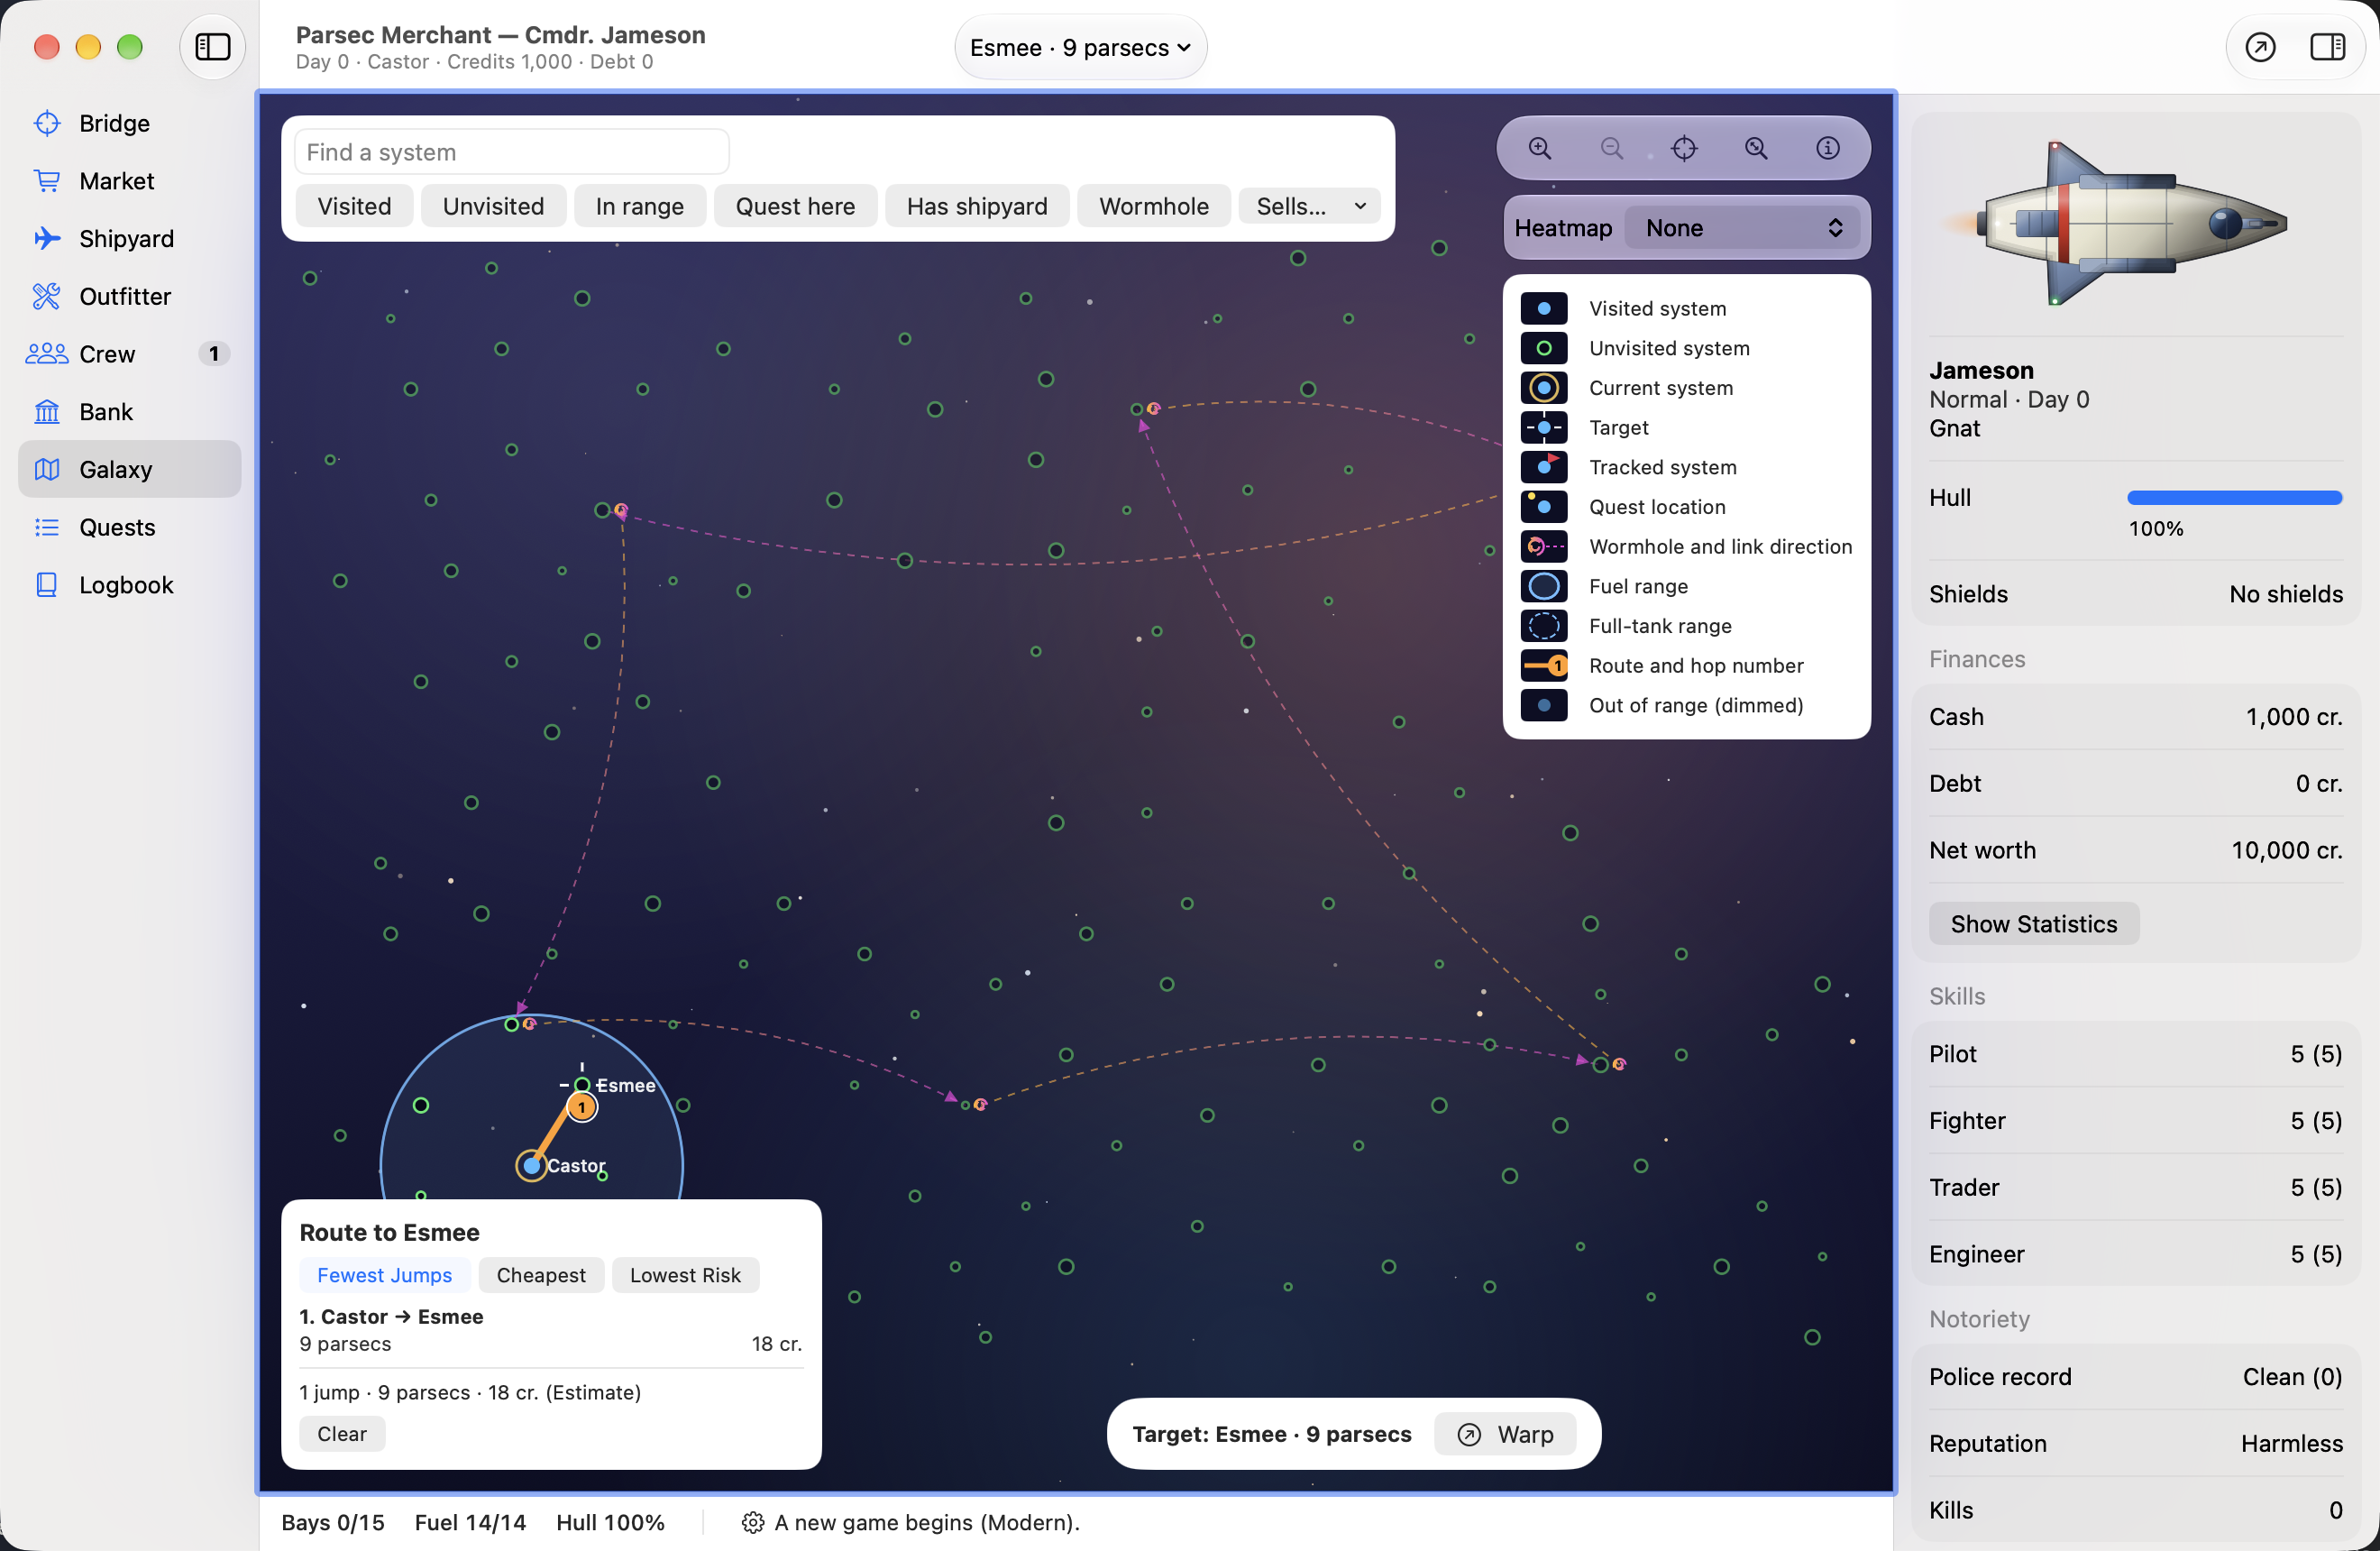 Parsec Merchant — Cmdr. Jameson
Day 0 · Castor · Credits 1,000 · Debt 0
Esmee · 9 parsecs
Bridge
Market
Shipyard
Outfitter
Crew 1
Bank
Galaxy
Quests
Logbook
Find a system
Visited Unvisited In range Quest here Has shipyard Wormhole Sells...
Heatmap None
Visited system
Unvisited system
Current system
Target
Tracked system
Quest location
Wormhole and link direction
Fuel range
Full-tank range
1 Route and hop number
Out of range (dimmed)
Esmee
1
Castor
Route to Esmee
Fewest Jumps Cheapest Lowest Risk
1. Castor → Esmee
9 parsecs 18 cr.
1 jump · 9 parsecs · 18 cr. (Estimate)
Clear
Target: Esmee · 9 parsecs Warp
Bays 0/15 Fuel 14/14 Hull 100% A new game begins (Modern).
Jameson
Normal · Day 0
Gnat
Hull
100%
Shields No shields
Finances
Cash 1,000 cr.
Debt 0 cr.
Net worth 10,000 cr.
Show Statistics
Skills
Pilot 5 (5)
Fighter 5 (5)
Trader 5 (5)
Engineer 5 (5)
Notoriety
Police record Clean (0)
Reputation Harmless
Kills 0